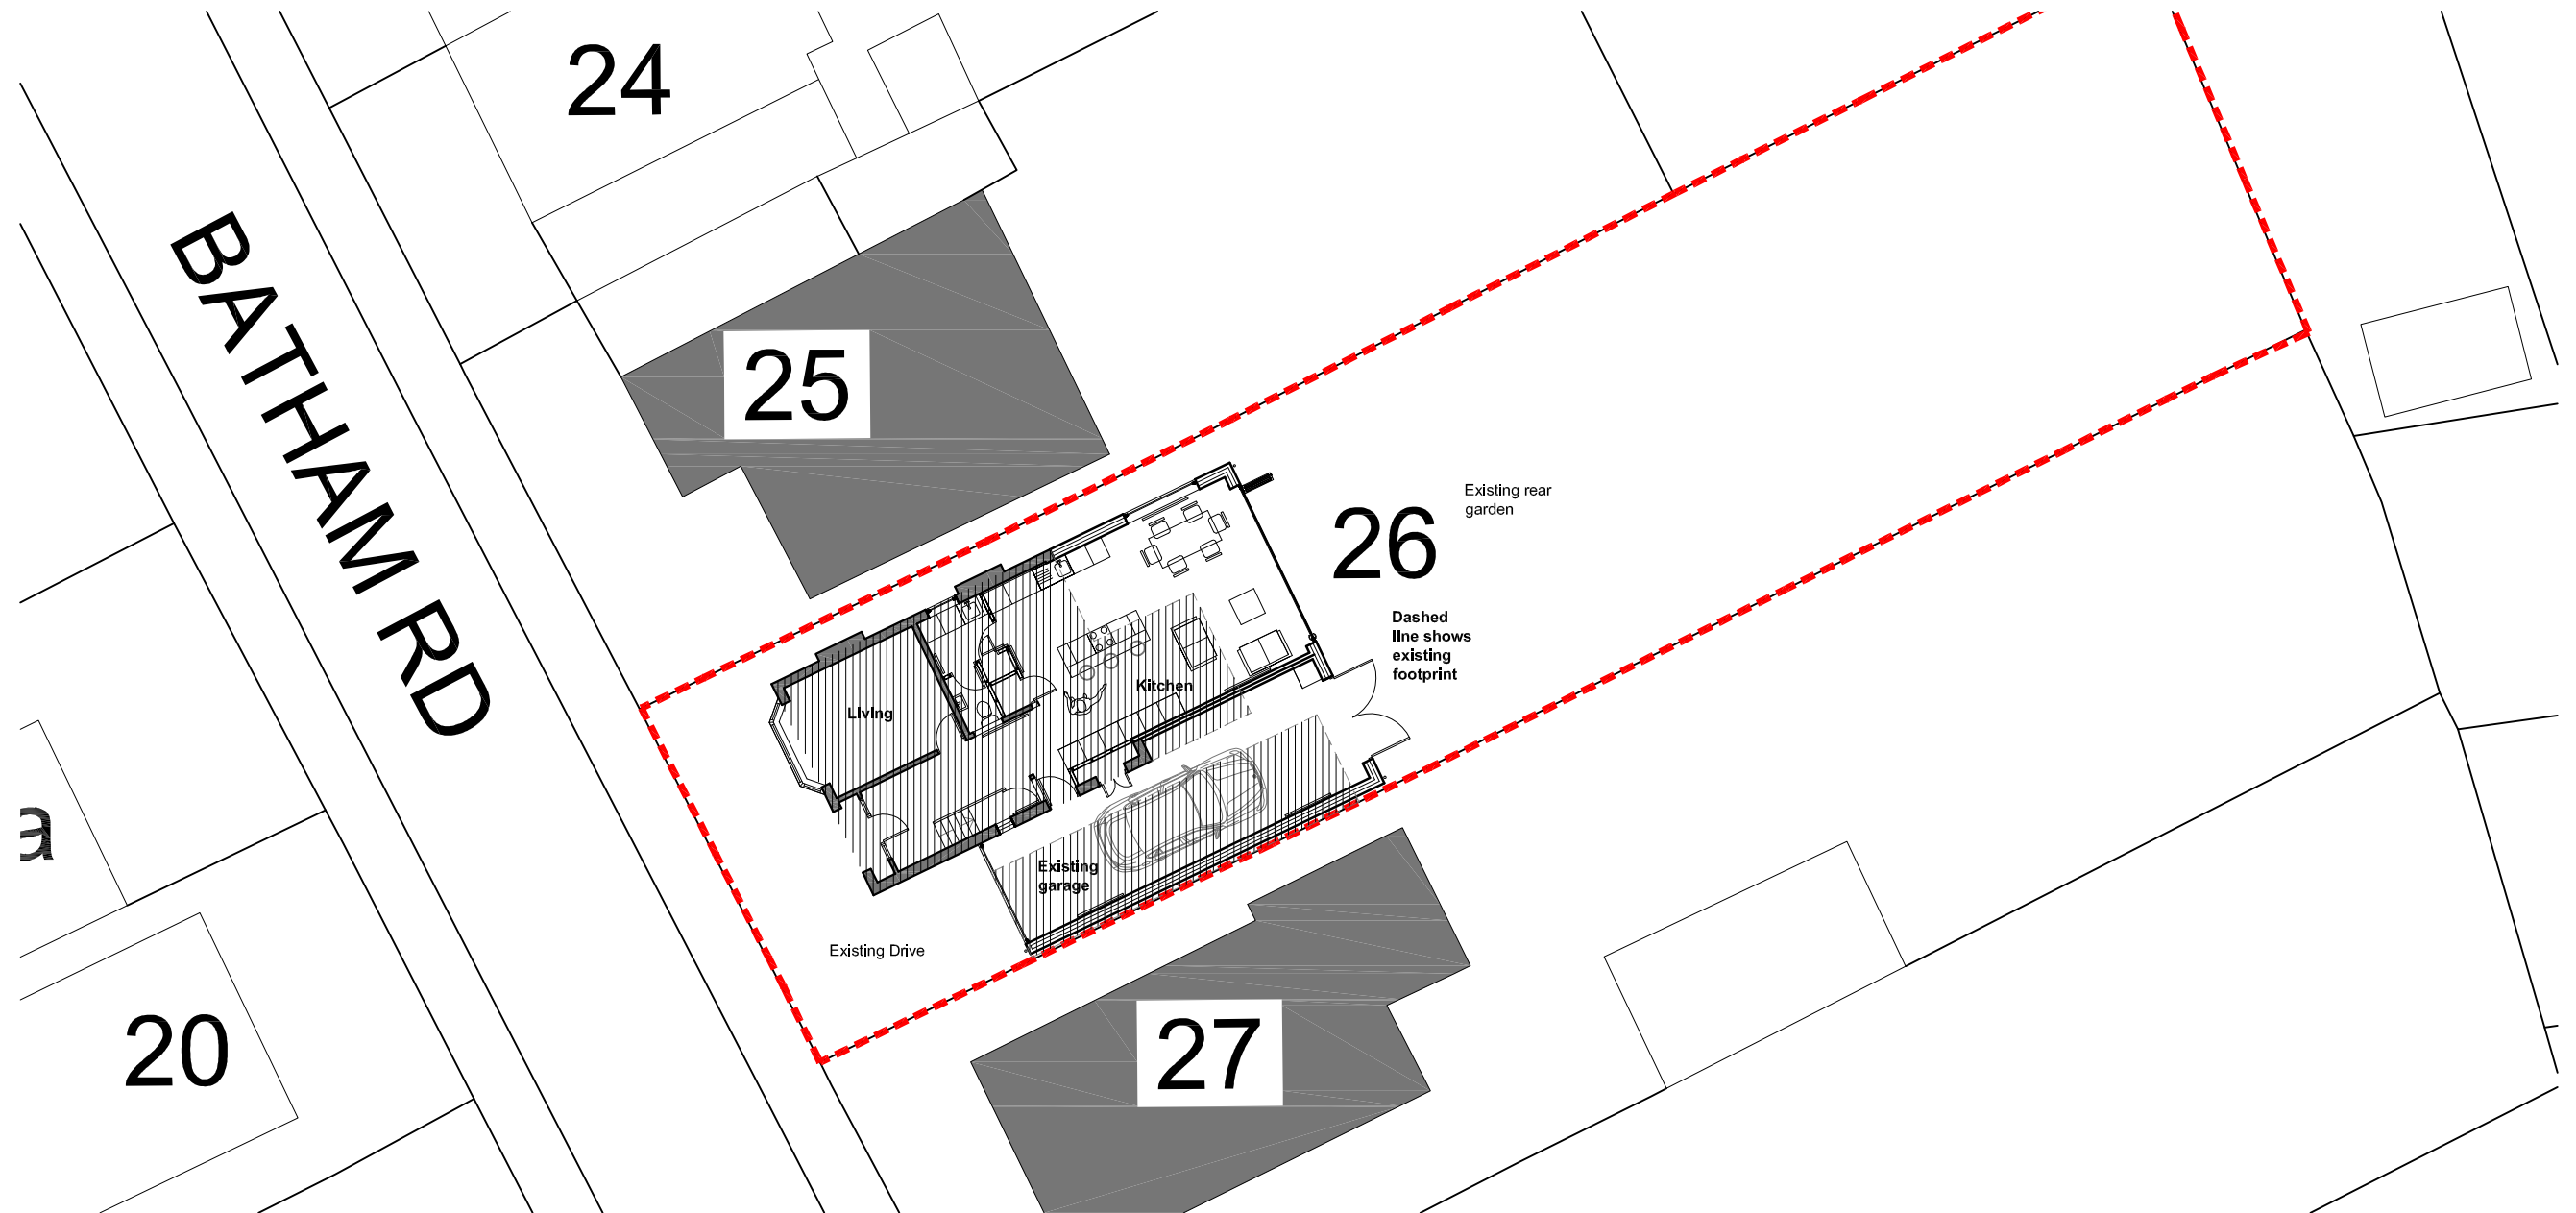 24
BATHAM RD
25
26
Existing rear
garden
Dashed
line shows
existing
footprint
Kitchen
Living
a
Existing
garage
Existing Drive
20
27